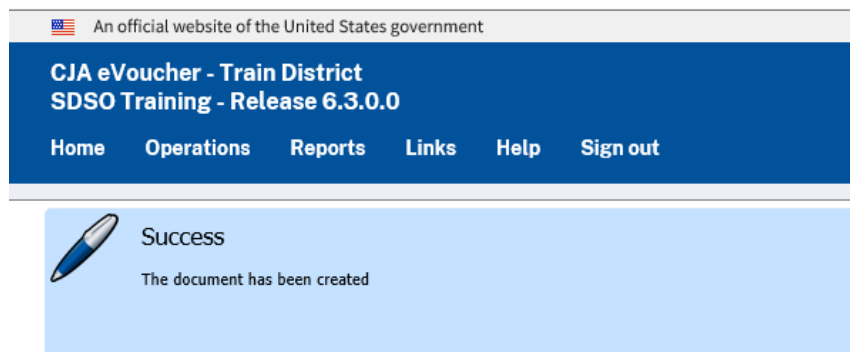 An official website of the United States government
CJA eVoucher - Train District
SDSO Training - Release 6.3.0.0
Home Operations Reports Links Help Sign out
Success
The document has been created